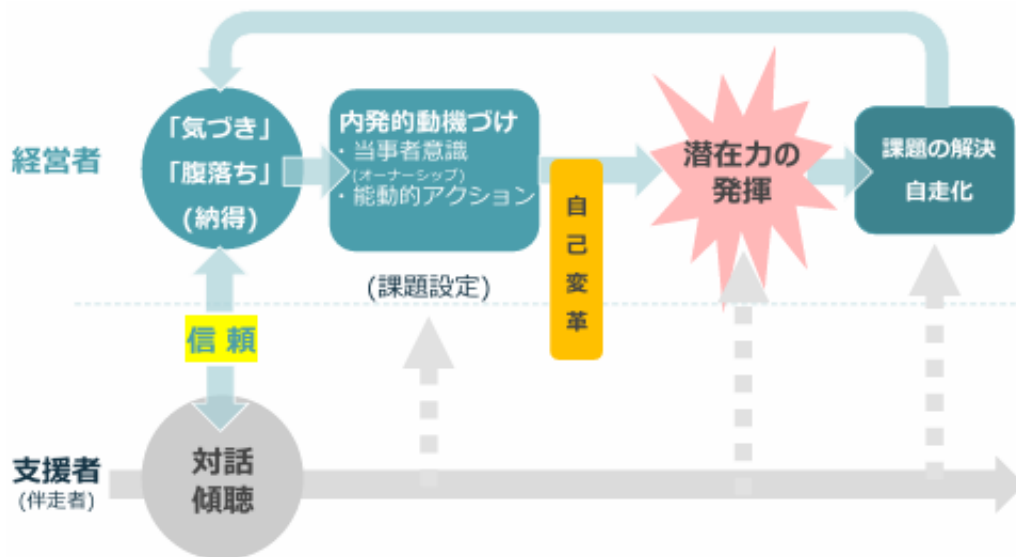 経営者
「気づき」
「腹落ち」
(納得)
内発的動機づけ
・当事者意識
(オーナーシップ)
・能動的アクション
(課題設定)
自己変革
潜在力の
発揮
課題の解決
自走化
信頼
支援者
(伴走者)
対話
傾聴